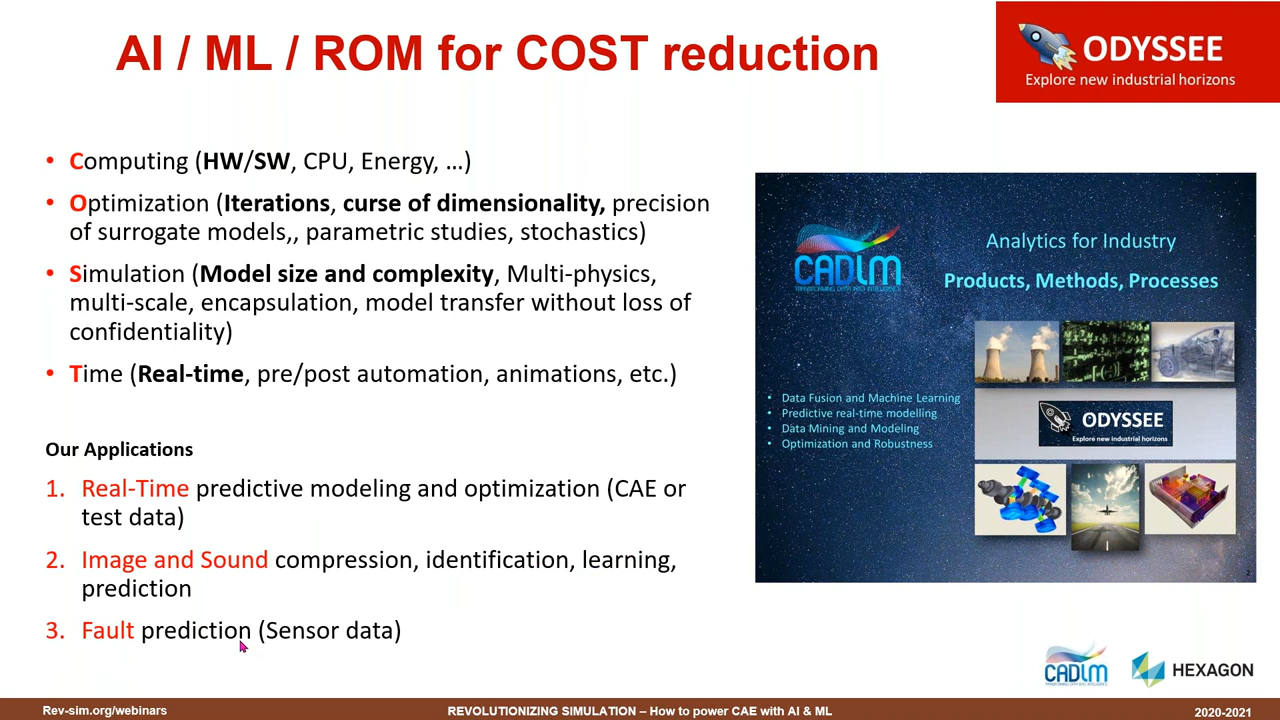 AI / ML / ROM for COST reduction
ODYSSEE
Explore new industrial horizons
• Computing (HW/SW, CPU, Energy, …)
• Optimization (Iterations, curse of dimensionality, precision
of surrogate models,, parametric studies, stochastics)
• Simulation (Model size and complexity, Multi-physics,
multi-scale, encapsulation, model transfer without loss of
confidentiality)
• Time (Real-time, pre/post automation, animations, etc.)
Our Applications
1. Real-Time predictive modeling and optimization (CAE or
test data)
2. Image and Sound compression, identification, learning,
prediction
3. Fault prediction (Sensor data)
CADLM
Analytics for Industry
Products, Methods, Processes
• Data Fusion and Machine Learning
• Predictive real-time modelling
• Data Mining and Modeling
• Optimization and Robustness
ODYSSEE
Explore new industrial horizons
2
CADLM
HEXAGON
Rev-sim.org/webinars
REVOLUTIONIZING SIMULATION – How to power CAE with AI & ML
2020-2021